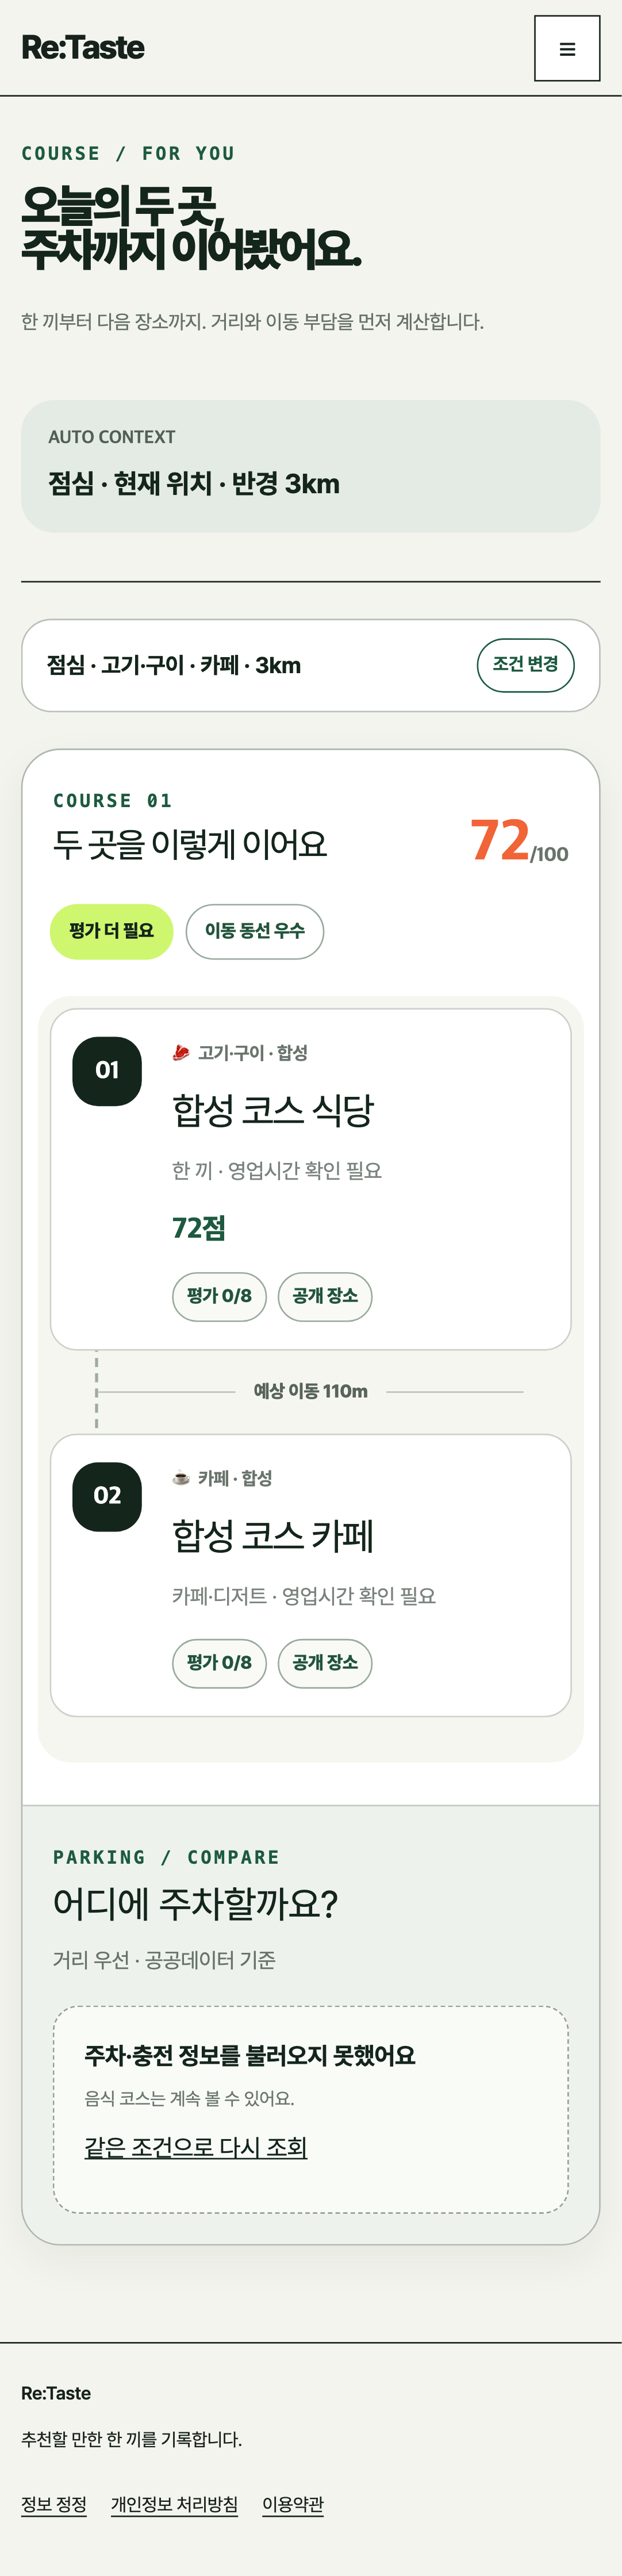 Re:Taste
COURSE / FOR YOU
오늘의 두 곳,
주차까지 이어봤어요.
한 끼부터 다음 장소까지. 거리와 이동 부담을 먼저 계산합니다.
AUTO CONTEXT
점심 · 현재 위치 · 반경 3km
점심 · 고기·구이 · 카페 · 3km
조건 변경
COURSE 01
두 곳을 이렇게 이어요
72/100
평가 더 필요
이동 동선 우수
01
고기·구이 · 합성
합성 코스 식당
한 끼 · 영업시간 확인 필요
72점
평가 0/8
공개 장소
예상 이동 110m
02
카페 · 합성
합성 코스 카페
카페·디저트 · 영업시간 확인 필요
평가 0/8
공개 장소
PARKING / COMPARE
어디에 주차할까요?
거리 우선 · 공공데이터 기준
주차·충전 정보를 불러오지 못했어요
음식 코스는 계속 볼 수 있어요.
같은 조건으로 다시 조회
Re:Taste
추천할 만한 한 끼를 기록합니다.
정보 정정
개인정보 처리방침
이용약관